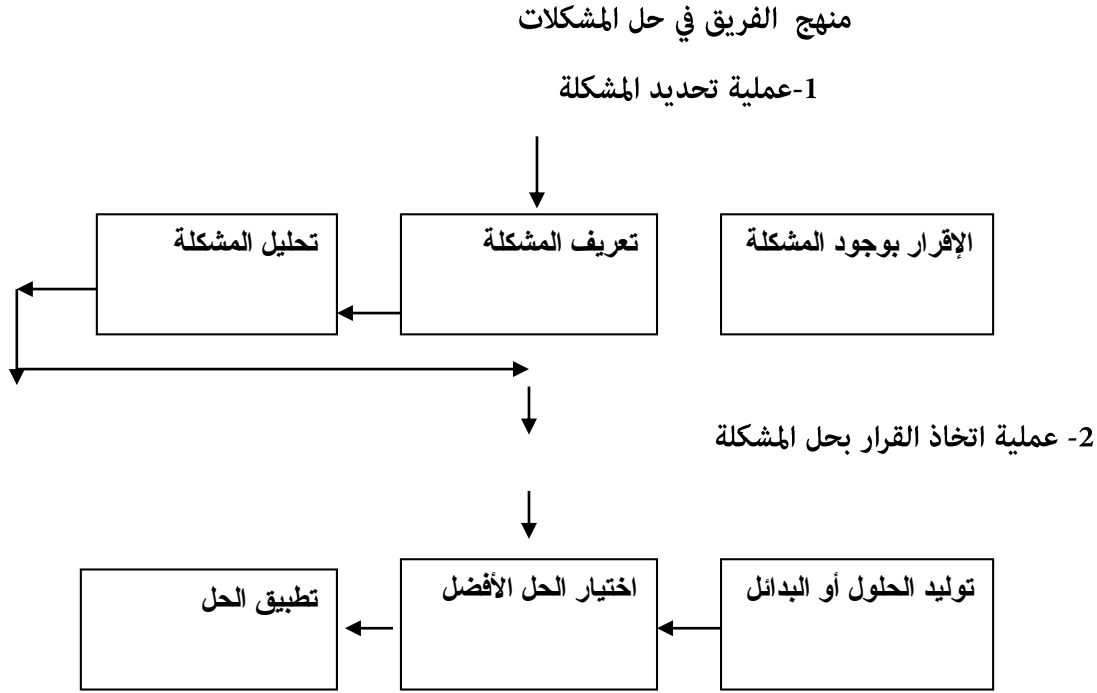 منهج الفريق في حل المشكلات
1-عملية تحديد المشكلة
الإقرار بوجود المشكلة
تعريف المشكلة
تحليل المشكلة
2- عملية اتخاذ القرار بحل المشكلة
توليد الحلول أو البدائل
اختيار الحل الأفضل
تطبيق الحل